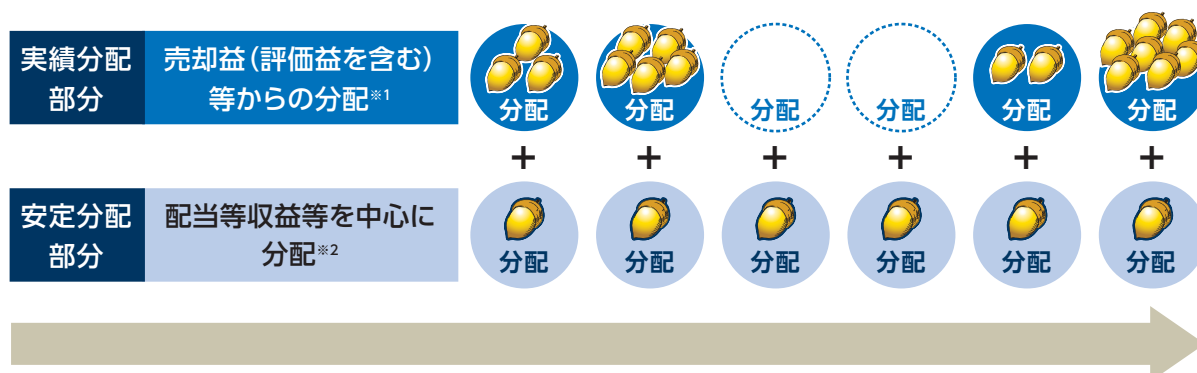 実績分配
部分
売却益(評価益を含む)
等からの分配※1
分配
分配
分配
分配
分配
分配
+
+
+
+
+
+
安定分配
部分
配当等収益等を中心に
分配※2
分配
分配
分配
分配
分配
分配